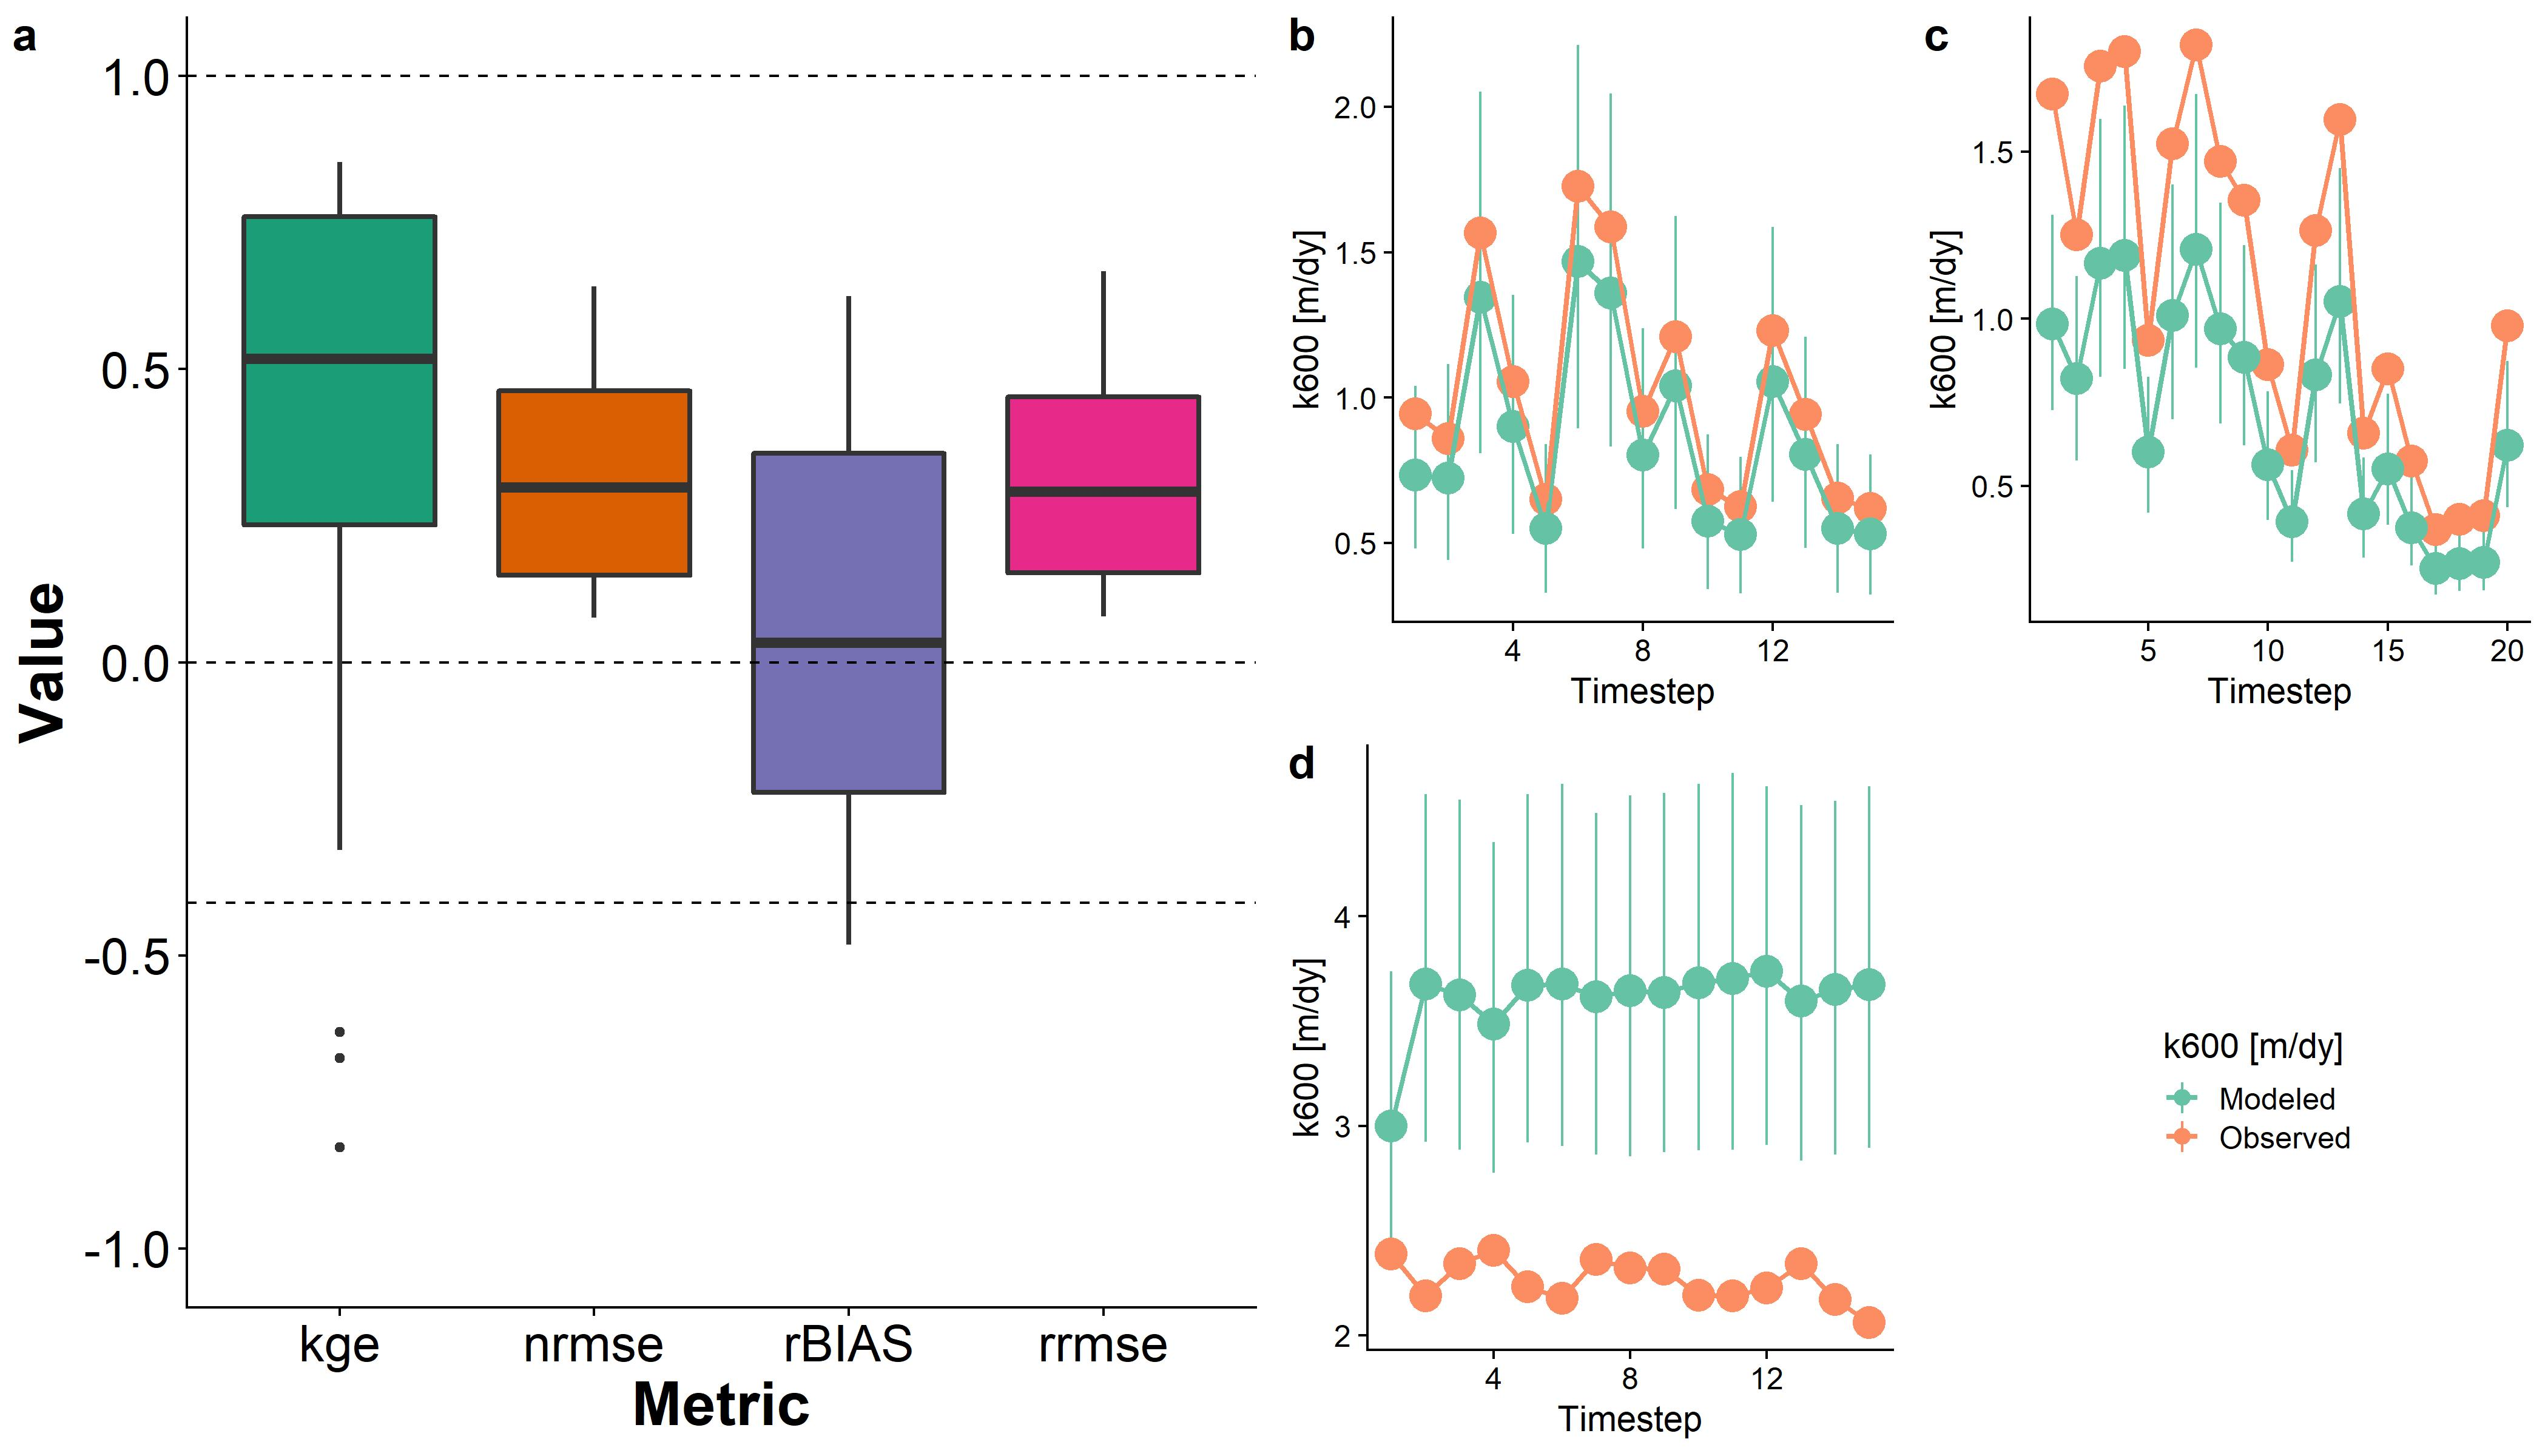 a
1.0
0.5
0.0
-0.5
-1.0
Value
kge nrmse rBIAS rrmse
Metric
b
2.0
1.5
1.0
0.5
k600 [m/dy]
4 8 12
Timestep
c
1.5
1.0
0.5
k600 [m/dy]
5 10 15 20
Timestep
d
4
3
2
k600 [m/dy]
4 8 12
Timestep
k600 [m/dy]
Modeled
Observed